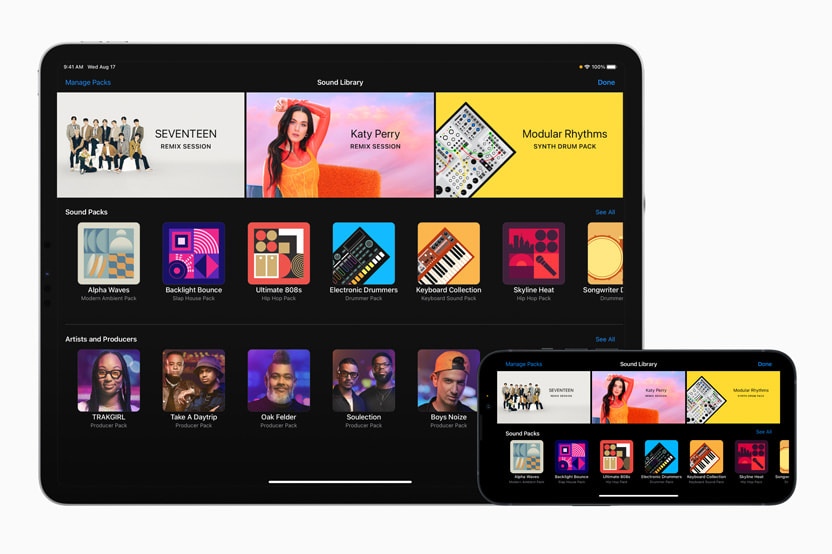 9:41 AM Wed Aug 17
100%
Manage Packs
Sound Library
Done
SEVENTEEN
REMIX SESSION
Katy Perry
REMIX SESSION
Modular Rhythms
SYNTH DRUM PACK
Sound Packs
See All
Alpha Waves
Modern Ambient Pack
Backlight Bounce
Slap House Pack
Ultimate 808s
Hip Hop Pack
Electronic Drummers
Drummer Pack
Keyboard Collection
Keyboard Sound Pack
Skyline Heat
Hip Hop Pack
Songwriter D
Drummer
Artists and Producers
See All
TRAKGIRL
Producer Pack
Take A Daytrip
Producer Pack
Oak Felder
Producer Pack
Soulection
Producer Pack
Boys Noize
Producer Pack
Manage Packs
Sound Library
Done
SEVENTEEN
REMIX SESSION
Katy Perry
REMIX SESSION
Modular Rhythms
SYNTH DRUM PACK
Sound Packs
See All
Alpha Waves
Modern Ambient Pack
Backlight Bounce
Slap House Pack
Ultimate 808s
Hip Hop Pack
Electronic Drummers
Drummer Pack
Keyboard Collection
Keyboard Sound Pack
Skyline Heat
Hip Hop Pack
Songw